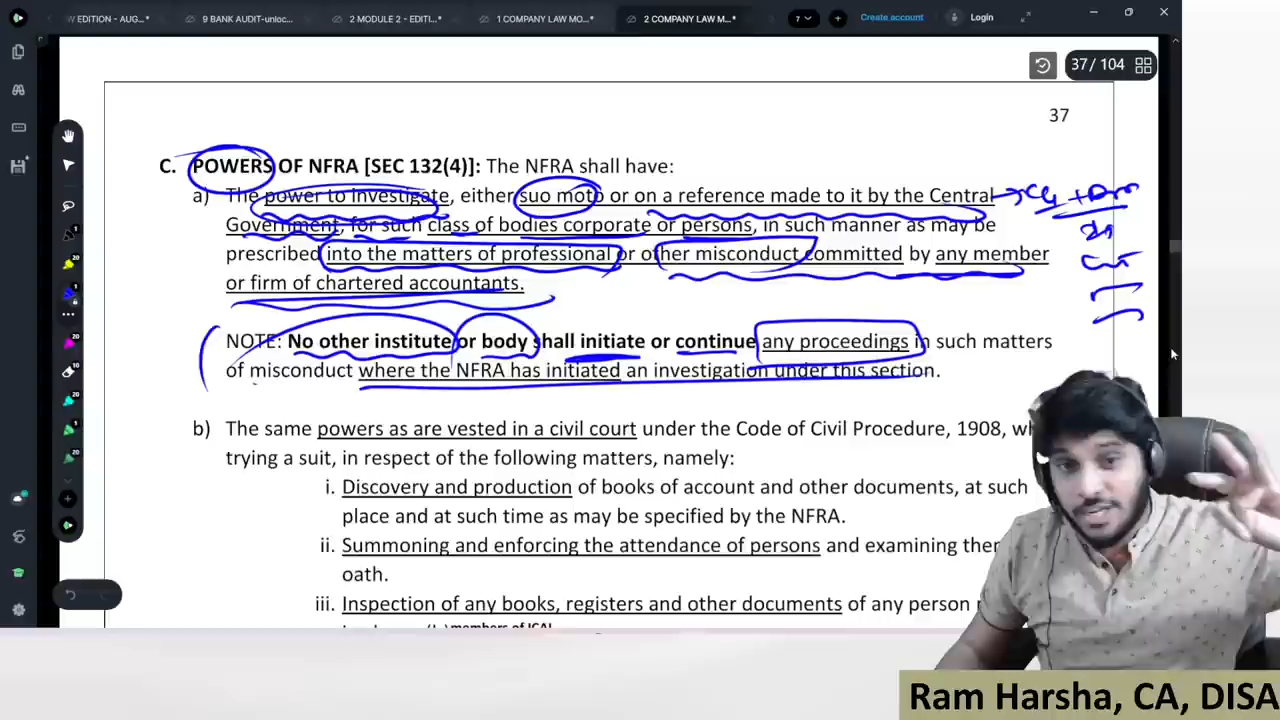 W EDITION - AUG...* 9 BANK AUDIT-unloc... 2 MODULE 2 - EDITI...* 1 COMPANY LAW MO...* 2 COMPANY LAW M...* 7 Create account Login
37 / 104
37
C. POWERS OF NFRA [SEC 132(4)]: The NFRA shall have:
a) The power to investigate, either suo moto or on a reference made to it by the Central
Government, for such class of bodies corporate or persons, in such manner as may be
prescribed into the matters of professional or other misconduct committed by any member
or firm of chartered accountants.
NOTE: No other institute or body shall initiate or continue any proceedings in such matters
of misconduct where the NFRA has initiated an investigation under this section.
b) The same powers as are vested in a civil court under the Code of Civil Procedure, 1908,
trying a suit, in respect of the following matters, namely:
i. Discovery and production of books of account and other documents, at such
place and at such time as may be specified by the NFRA.
ii. Summoning and enforcing the attendance of persons and examining
oath.
iii. Inspection of any books, registers and other documents of any person
members of ICAI
Ram Harsha, CA, DISA